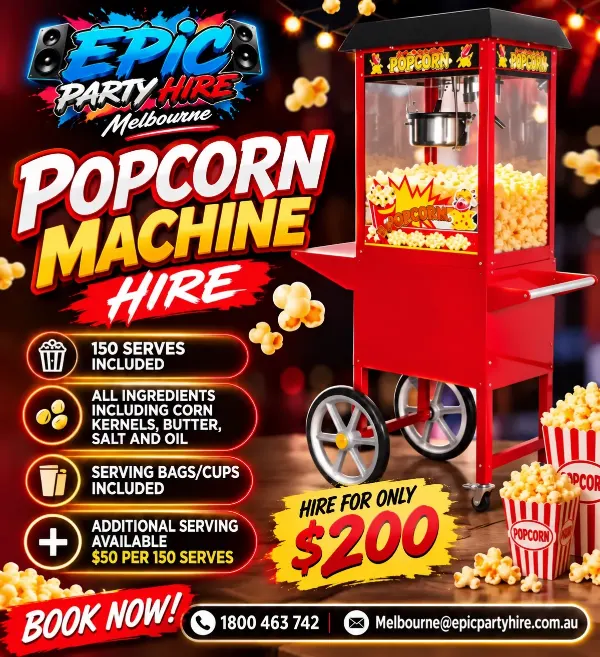 EPIC
PARTY HIRE
Melbourne
POPCORN
MACHINE
HIRE
POPCORN
POPCORN
POPCORN
150 SERVES
INCLUDED
ALL INGREDIENTS
INCLUDING CORN
KERNELS, BUTTER,
SALT AND OIL
SERVING BAGS/CUPS
INCLUDED
ADDITIONAL SERVING
AVAILABLE
$50 PER 150 SERVES
HIRE FOR ONLY
$200
POPCORN
BOOK NOW!
1800 463 742
Melbourne@epicpartyhire.com.au